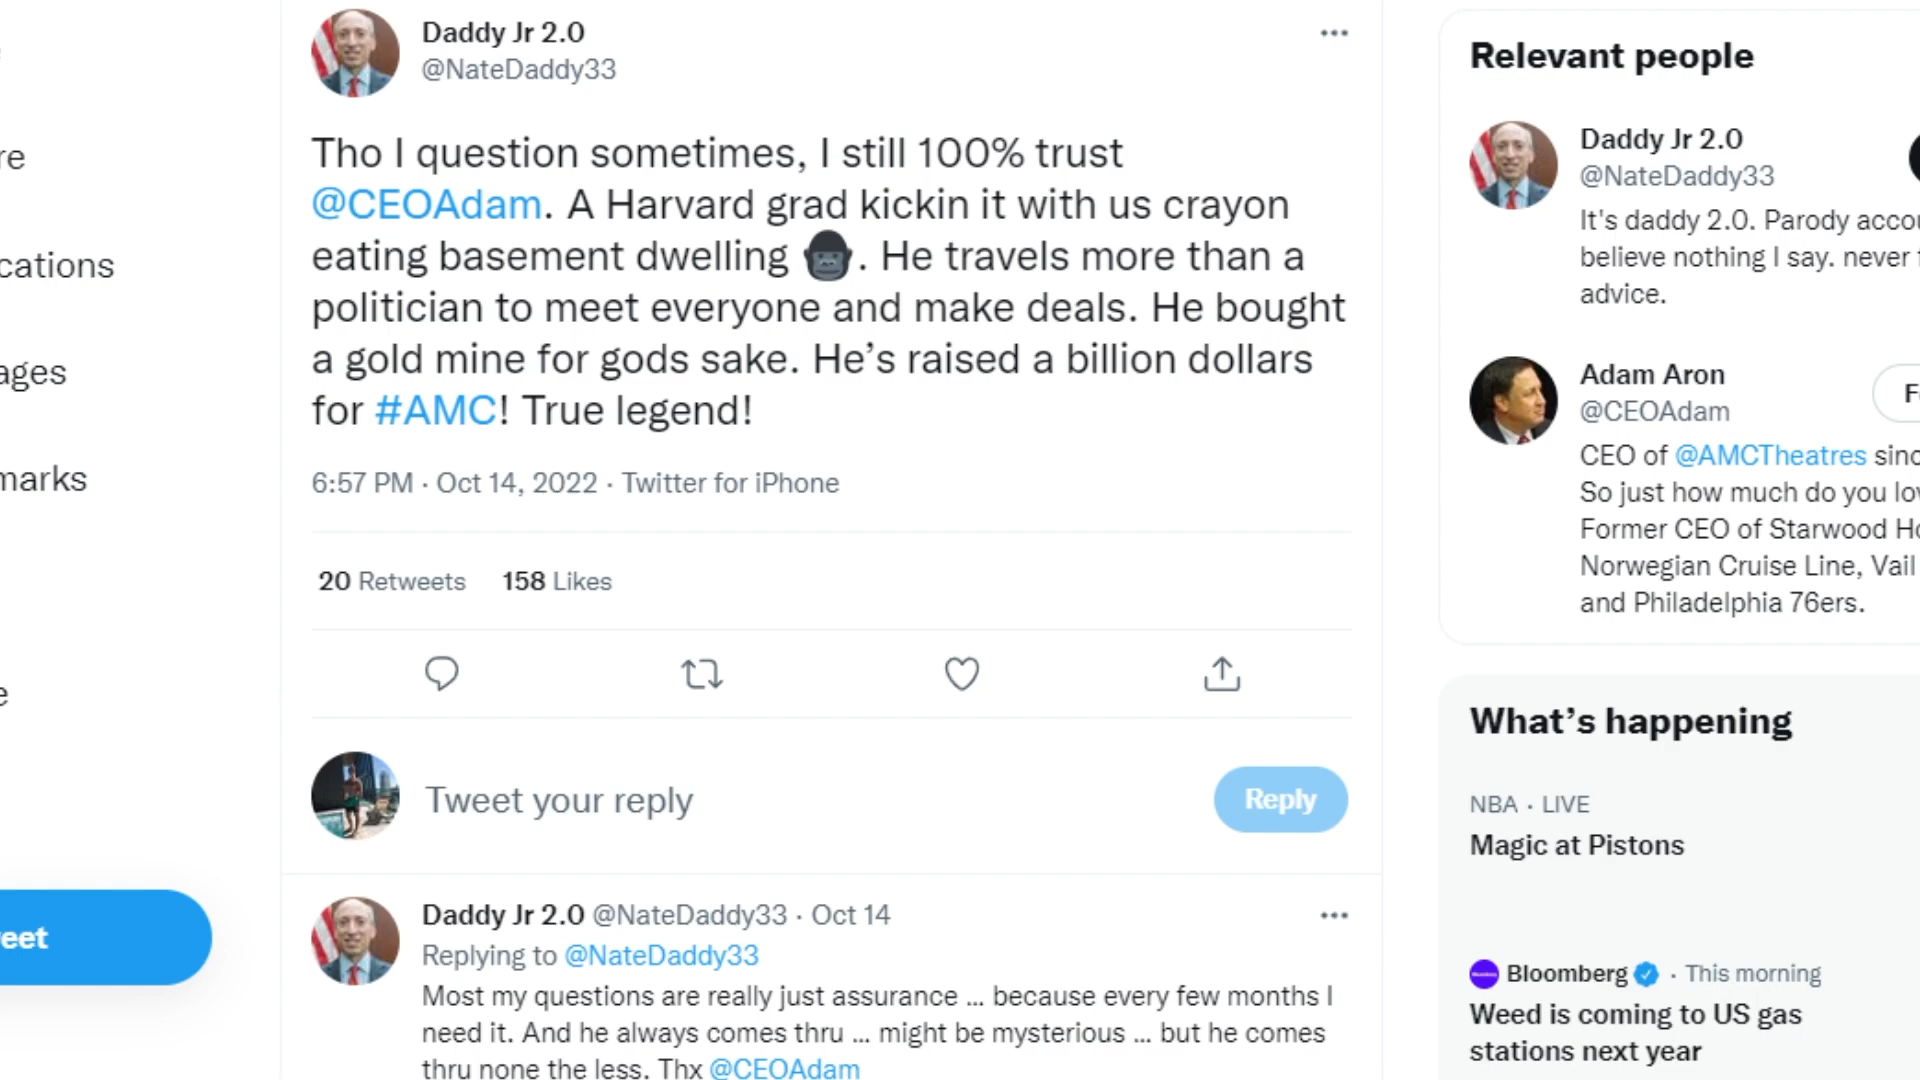 Daddy Jr 2.0
@NateDaddy33
Tho I question sometimes, I still 100% trust
@CEOAdam. A Harvard grad kickin it with us crayon
eating basement dwelling 🦍. He travels more than a
politician to meet everyone and make deals. He bought
a gold mine for gods sake. He’s raised a billion dollars
for #AMC! True legend!
6:57 PM · Oct 14, 2022 · Twitter for iPhone
20 Retweets 158 Likes
Tweet your reply
Reply
Daddy Jr 2.0 @NateDaddy33 · Oct 14
Replying to @NateDaddy33
Most my questions are really just assurance ... because every few months I
need it. And he always comes thru ... might be mysterious ... but he comes
thru none the less. Thx @CEOAdam
re
cations
ages
marks
e
eet
Relevant people
Daddy Jr 2.0
@NateDaddy33
It's daddy 2.0. Parody accou
believe nothing I say. never f
advice.
Adam Aron
@CEOAdam
F
CEO of @AMCTheatres sinc
So just how much do you lov
Former CEO of Starwood Ho
Norwegian Cruise Line, Vail
and Philadelphia 76ers.
What’s happening
NBA · LIVE
Magic at Pistons
Bloomberg · This morning
Weed is coming to US gas
stations next year